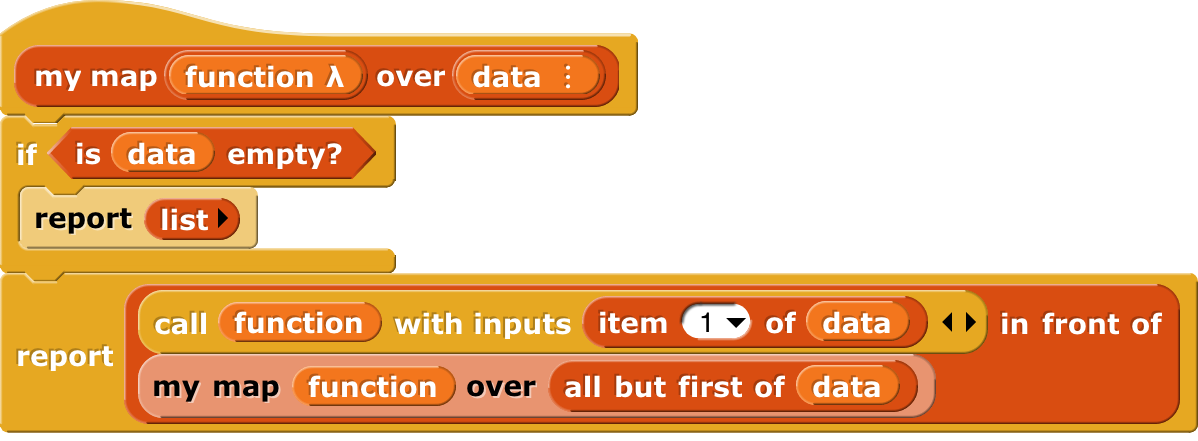 my map function λ over data ⋮
if is data empty?
report list
call function with inputs item 1 of data in front of
report
my map function over all but first of data